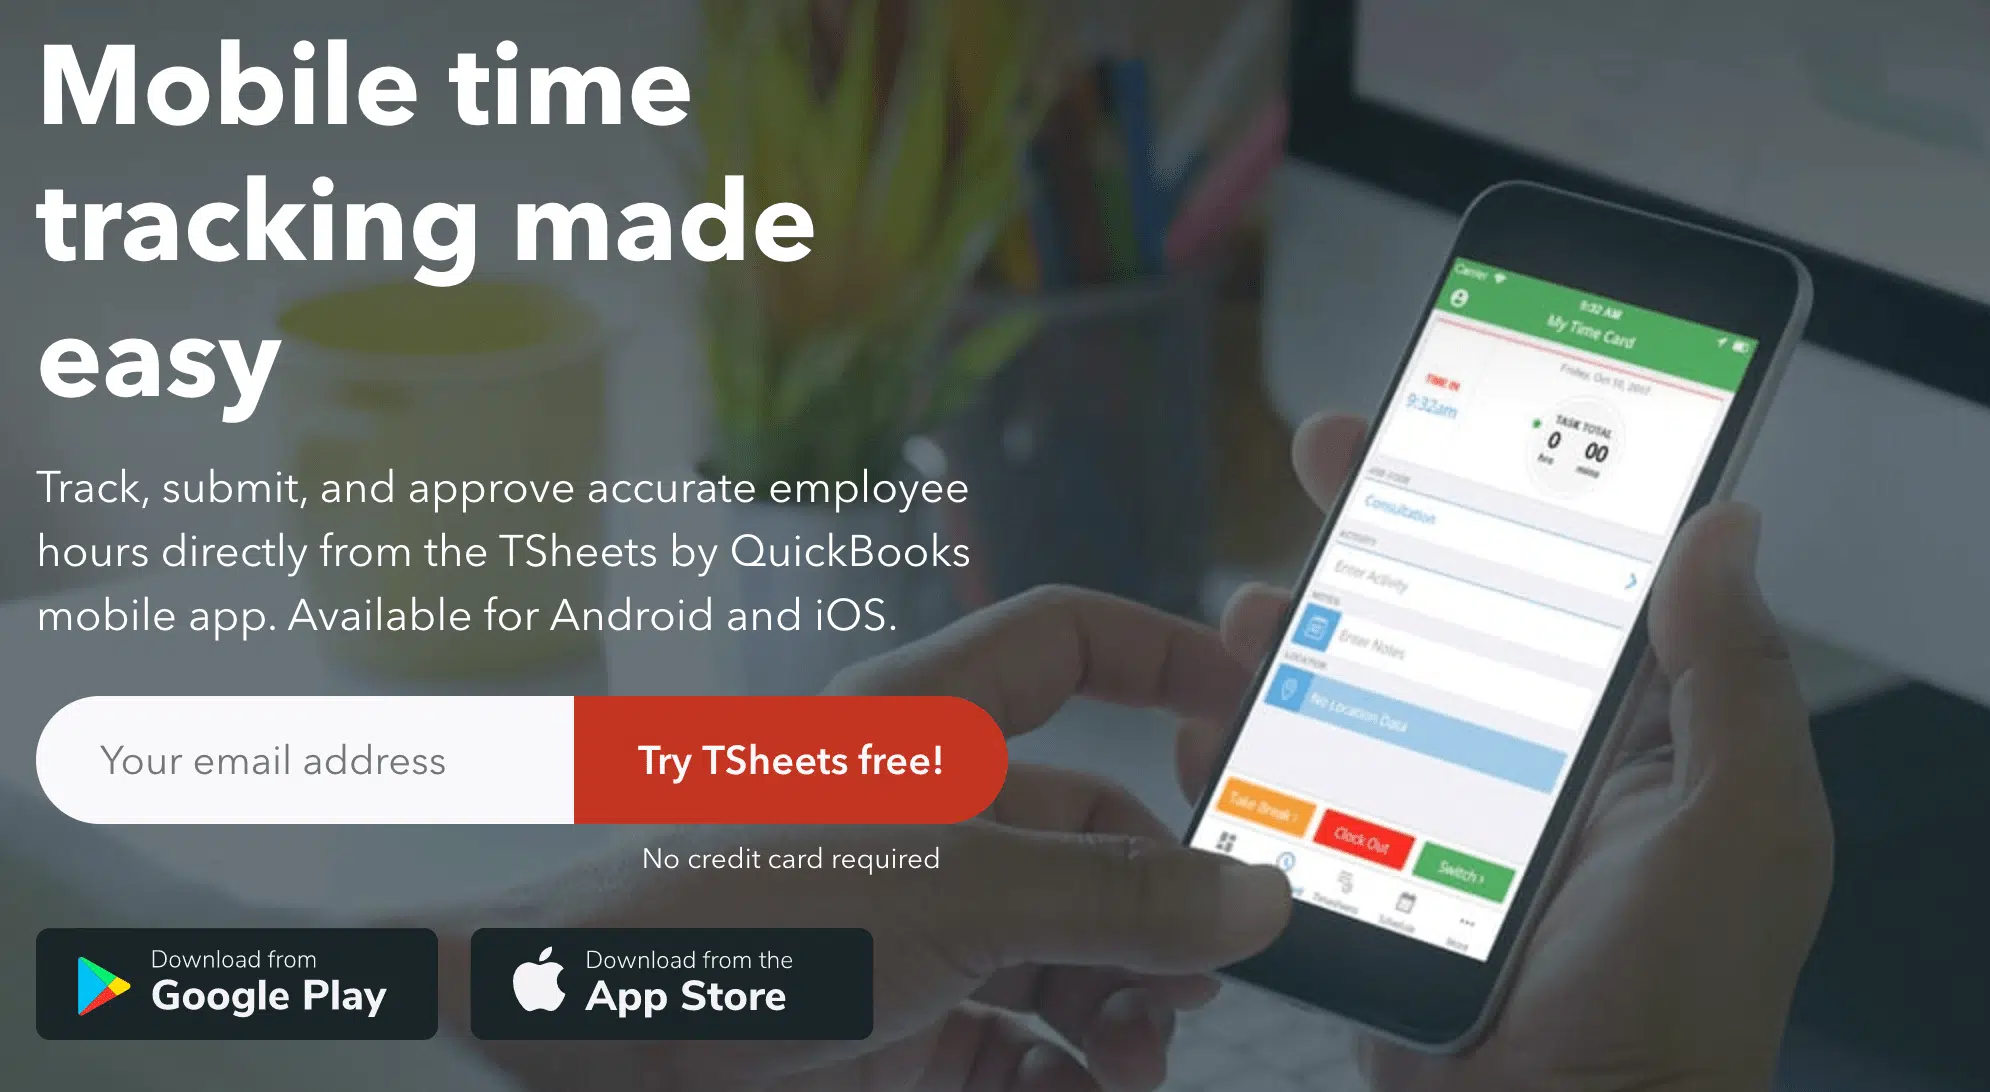 Mobile time
tracking made
easy
Track, submit, and approve accurate employee
hours directly from the TSheets by QuickBooks
mobile app. Available for Android and iOS.
Your email address
Try TSheets free!
No credit card required
Download from
Google Play
Download from the
App Store
Carrier
9:32 AM
My Time Card
Friday, Oct 10, 2017
TIME IN
9:32am
TASK TOTAL
0 00
hrs mins
JOB CODE
Consultation
ACTIVITY
Enter Activity
NOTES
Enter Notes
LOCATION
No Location Data
Take Break ›
Clock Out
Switch ›
Timesheets
Schedule
More